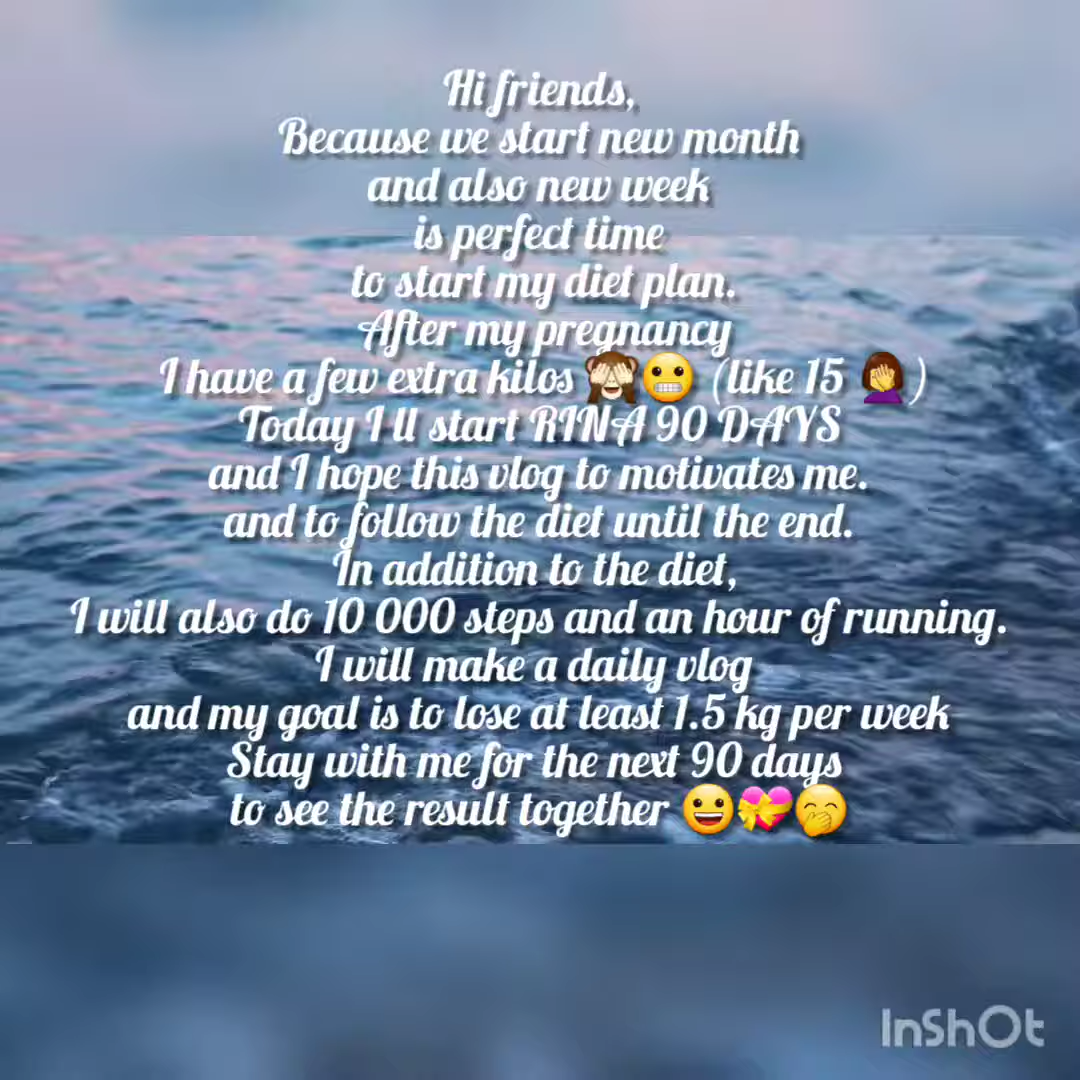 Hi friends,
Because we start new month
and also new week
is perfect time
to start my diet plan.
After my pregnancy
I have a few extra kilos 🙈😬 (like 15 🤦‍♀️)
Today I ll start RINA 90 DAYS
and I hope this vlog to motivates me.
and to follow the diet until the end.
In addition to the diet,
I will also do 10 000 steps and an hour of running.
I will make a daily vlog
and my goal is to lose at least 1.5 kg per week
Stay with me for the next 90 days
to see the result together 😀💝🤭
InShOt